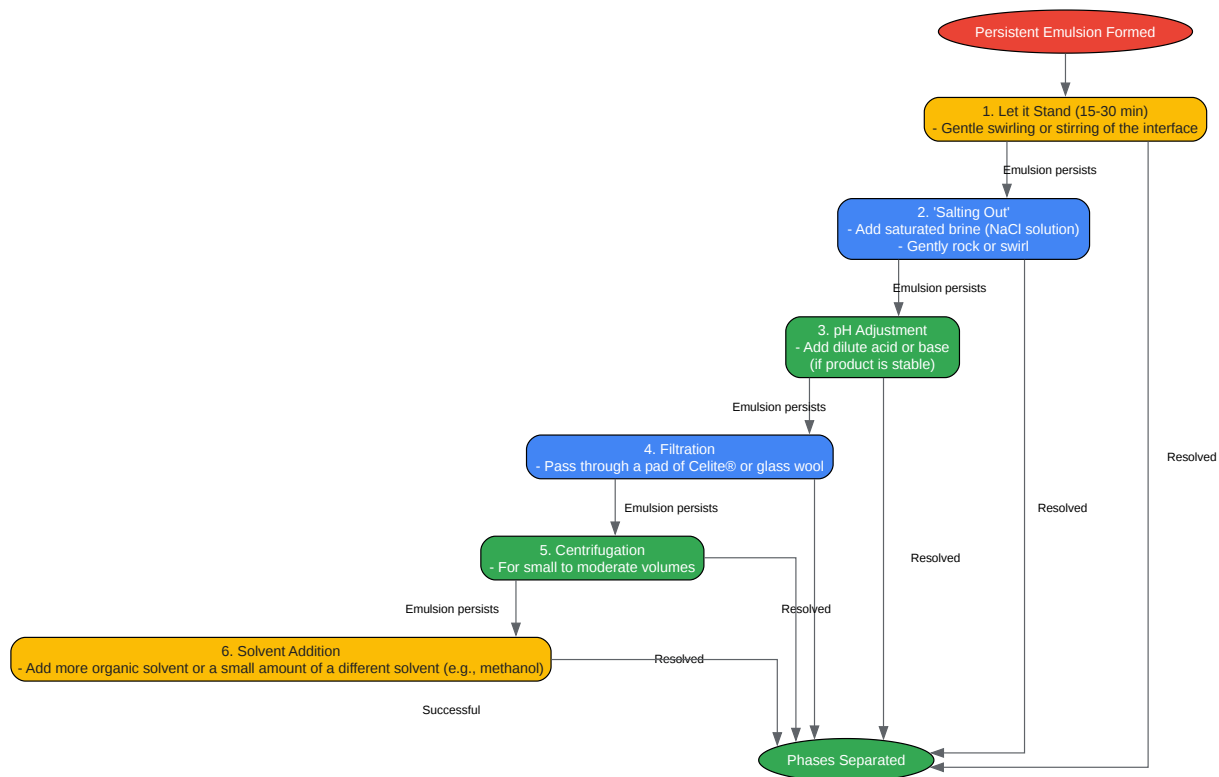 Persistent Emulsion Formed
1. Let it Stand (15-30 min)
- Gentle swirling or stirring of the interface
Emulsion persists
2. 'Salting Out'
- Add saturated brine (NaCl solution)
- Gently rock or swirl
Emulsion persists
3. pH Adjustment
- Add dilute acid or base
(if product is stable)
Emulsion persists
4. Filtration
- Pass through a pad of Celite® or glass wool
Resolved
Emulsion persists
Resolved
5. Centrifugation
- For small to moderate volumes
Resolved
Emulsion persists
Resolved
6. Solvent Addition
- Add more organic solvent or a small amount of a different solvent (e.g., methanol)
Resolved
Successful
Phases Separated